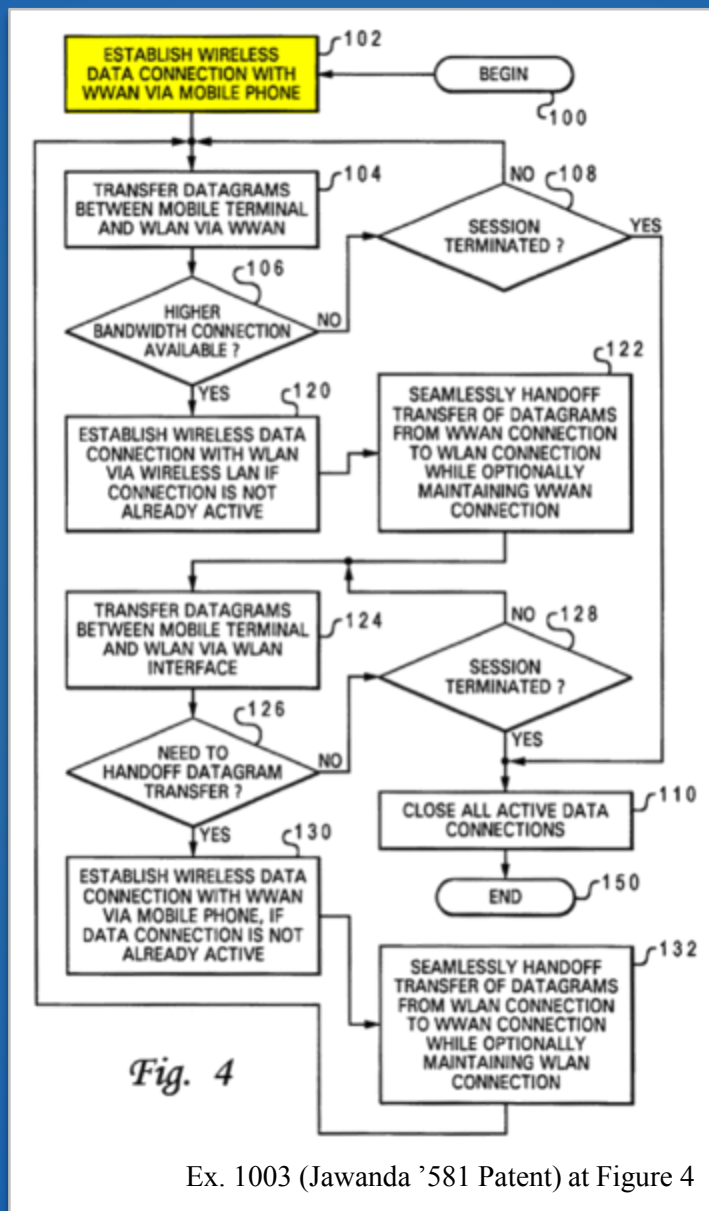 102
ESTABLISH WIRELESS
DATA CONNECTION WITH
WWAN VIA MOBILE PHONE
BEGIN
100
104
TRANSFER DATAGRAMS
BETWEEN MOBILE TERMINAL
AND WLAN VIA WWAN
NO
108
SESSION
TERMINATED ?
YES
106
HIGHER
BANDWIDTH CONNECTION
AVAILABLE ?
NO
YES
120
ESTABLISH WIRELESS DATA
CONNECTION WITH WLAN
VIA WIRELESS LAN IF
CONNECTION IS NOT
ALREADY ACTIVE
122
SEAMLESSLY HANDOFF
TRANSFER OF DATAGRAMS
FROM WWAN CONNECTION
TO WLAN CONNECTION
WHILE OPTIONALLY
MAINTAINING WWAN
CONNECTION
TRANSFER DATAGRAMS
BETWEEN MOBILE TERMINAL
AND WLAN VIA WLAN
INTERFACE
124
NO
128
SESSION
TERMINATED ?
YES
126
NEED TO
HANDOFF DATAGRAM
TRANSFER ?
NO
YES
110
CLOSE ALL ACTIVE DATA
CONNECTIONS
130
ESTABLISH WIRELESS DATA
CONNECTION WITH WWAN
VIA MOBILE PHONE, IF
DATA CONNECTION IS NOT
ALREADY ACTIVE
END
150
132
SEAMLESSLY HANDOFF
TRANSFER OF DATAGRAMS
FROM WLAN CONNECTION
TO WWAN CONNECTION
WHILE OPTIONALLY
MAINTAINING WLAN
CONNECTION
Fig. 4
Ex. 1003 (Jawanda ’581 Patent) at Figure 4